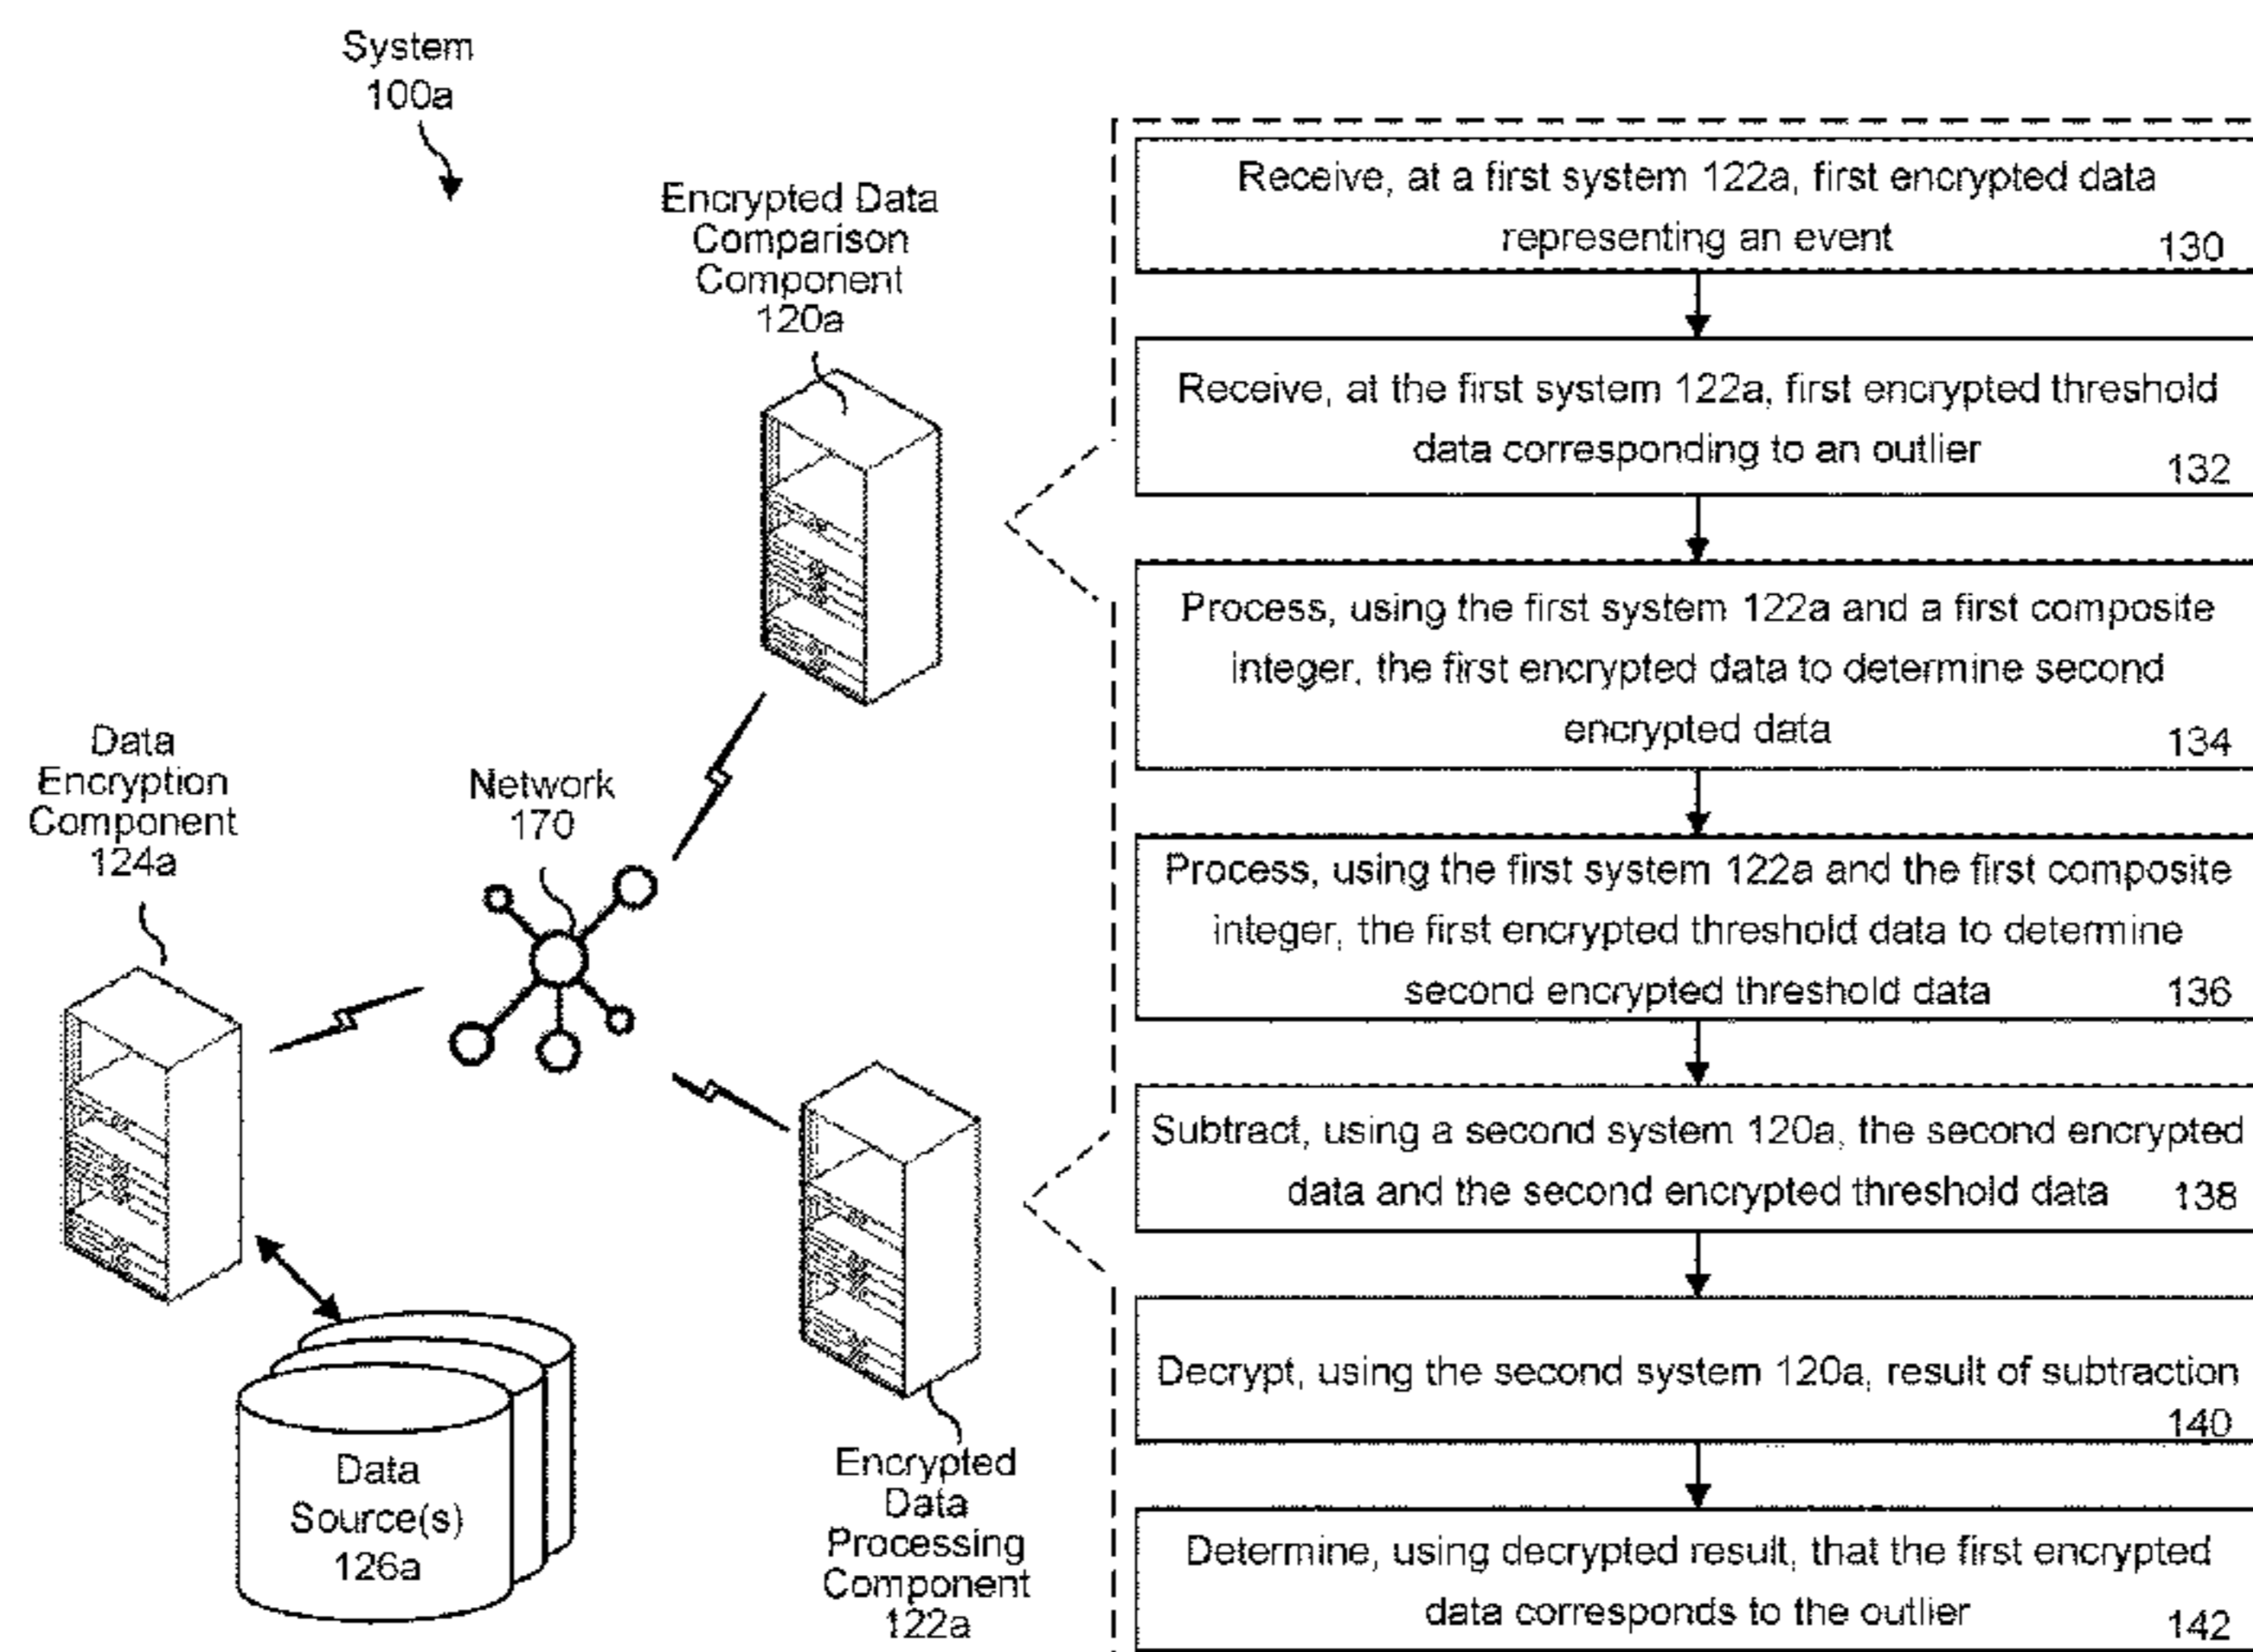 System
100a
Encrypted Data
Comparison
Component
120a
Data
Encryption
Component
124a
Network
170
Data
Source(s)
126a
Encrypted
Data
Processing
Component
122a
Receive, at a first system 122a, first encrypted data
representing an event
130
Receive, at the first system 122a, first encrypted threshold
data corresponding to an outlier
132
Process, using the first system 122a and a first composite
integer, the first encrypted data to determine second
encrypted data
134
Process, using the first system 122a and the first composite
integer, the first encrypted threshold data to determine
second encrypted threshold data
136
Subtract, using a second system 120a, the second encrypted
data and the second encrypted threshold data
138
Decrypt, using the second system 120a, result of subtraction
140
Determine, using decrypted result, that the first encrypted
data corresponds to the outlier
142